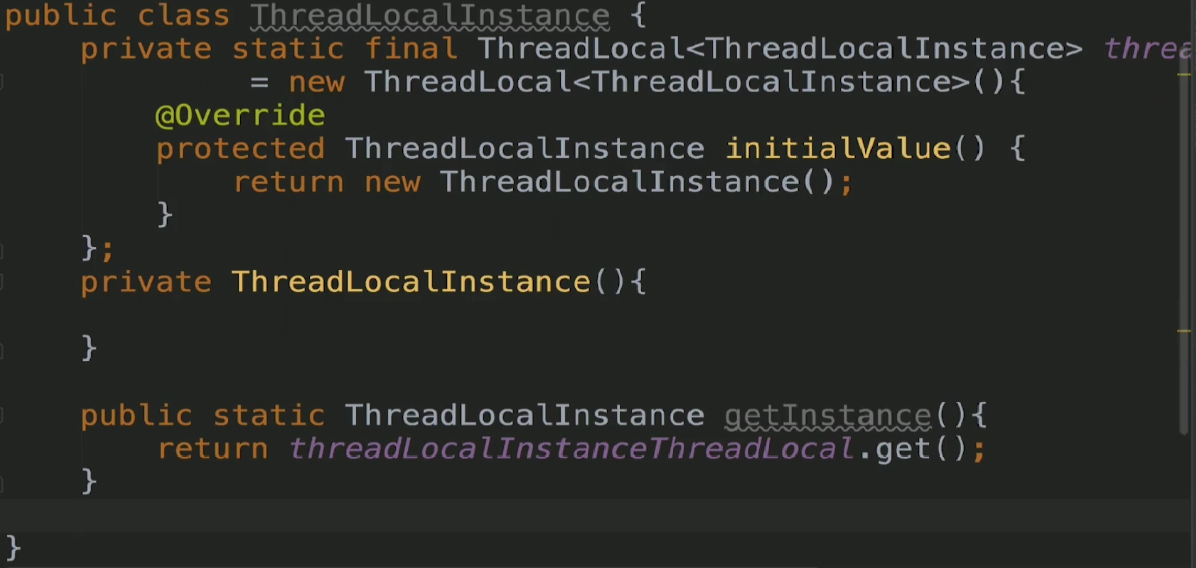 public class ThreadLocalInstance {
    private static final ThreadLocal<ThreadLocalInstance> threa
            = new ThreadLocal<ThreadLocalInstance>(){
        @Override
        protected ThreadLocalInstance initialValue() {
            return new ThreadLocalInstance();
        }
    };
    private ThreadLocalInstance(){
    }
    public static ThreadLocalInstance getInstance(){
        return threadLocalInstanceThreadLocal.get();
    }
}